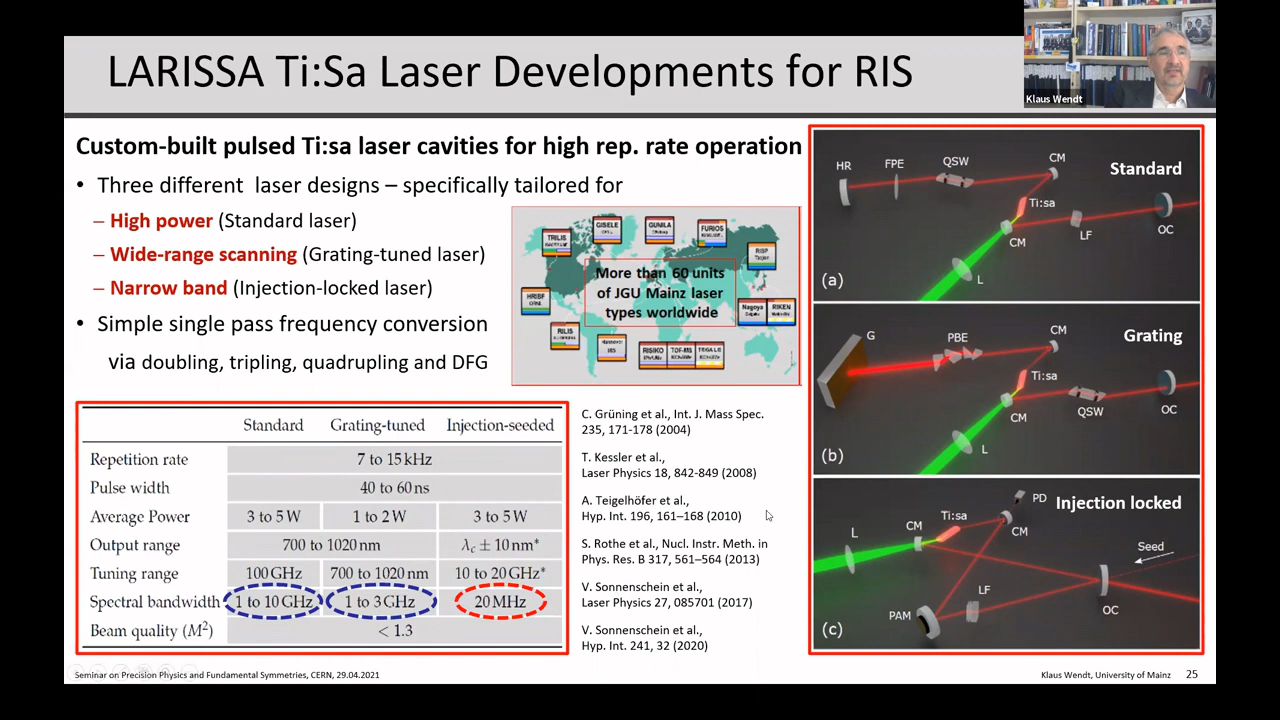 LARISSA Ti:Sa Laser Developments for RIS
Klaus Wendt
Custom-built pulsed Ti:sa laser cavities for high rep. rate operation
• Three different laser designs – specifically tailored for
– High power (Standard laser)
– Wide-range scanning (Grating-tuned laser)
– Narrow band (Injection-locked laser)
• Simple single pass frequency conversion
via doubling, tripling, quadrupling and DFG
TRILIS
GISELE
GUNILA
FURIOS
RISP
HRIBF
More than 60 units
of JGU Mainz laser
types worldwide
Nagoya
RIKEN
RILIS
Hannover
RISIKO
TOF-MS
TRIGA-LIS
Standard Grating-tuned Injection-seeded
Repetition rate 7 to 15 kHz
Pulse width 40 to 60 ns
Average Power 3 to 5 W 1 to 2 W 3 to 5 W
Output range 700 to 1020 nm λc ± 10 nm*
Tuning range 100 GHz 700 to 1020 nm 10 to 20 GHz*
Spectral bandwidth 1 to 10 GHz 1 to 3 GHz 20 MHz
Beam quality (M²) < 1.3
C. Grüning et al., Int. J. Mass Spec.
235, 171-178 (2004)
T. Kessler et al.,
Laser Physics 18, 842-849 (2008)
A. Teigelhöfer et al.,
Hyp. Int. 196, 161–168 (2010)
S. Rothe et al., Nucl. Instr. Meth. in
Phys. Res. B 317, 561–564 (2013)
V. Sonnenschein et al.,
Laser Physics 27, 085701 (2017)
V. Sonnenschein et al.,
Hyp. Int. 241, 32 (2020)
HR FPE QSW CM
Standard
Ti:sa
CM LF OC
(a) L
G PBE CM
Grating
Ti:sa
CM QSW OC
(b) L
L CM Ti:sa PD
Injection locked
CM
Seed
LF OC
PAM
(c)
Seminar on Precision Physics and Fundamental Symmetries, CERN, 29.04.2021
Klaus Wendt, University of Mainz 25